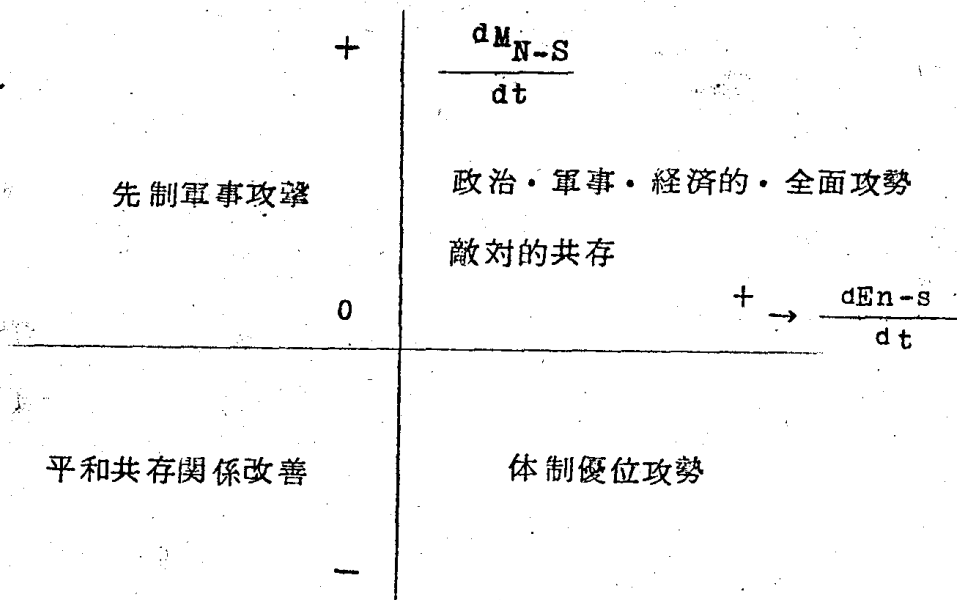 +
dM N-S
dt
先制軍事攻撃
政治・軍事・経済的・全面攻勢
敵対的共存
0
+ → dEn-s
dt
平和共存関係改善
体制優位攻勢
−